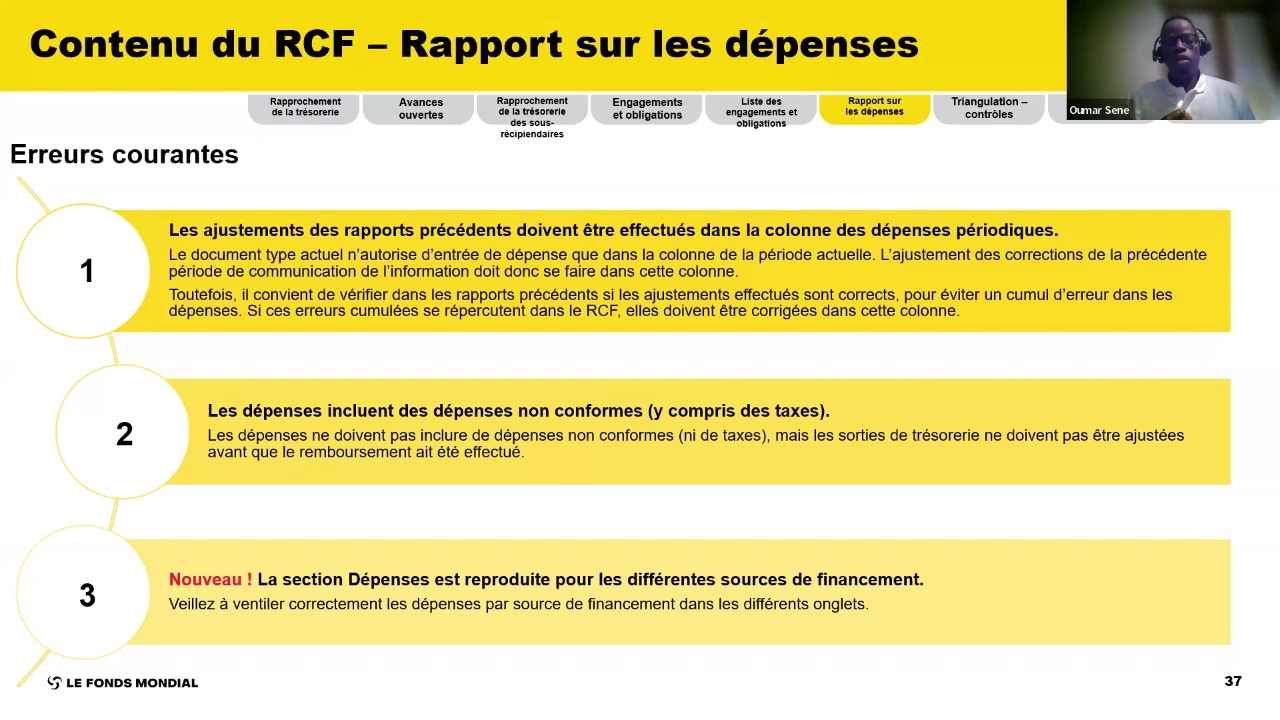 Contenu du RCF – Rapport sur les dépenses
Oumar Sene
Rapprochement
de la trésorerie
Avances
ouvertes
Rapprochement
de la trésorerie
des sous-
récipiendaires
Engagements
et obligations
Liste des
engagements et
obligations
Rapport sur
les dépenses
Triangulation –
contrôles
Erreurs courantes
1
Les ajustements des rapports précédents doivent être effectués dans la colonne des dépenses périodiques.
Le document type actuel n’autorise d’entrée de dépense que dans la colonne de la période actuelle. L’ajustement des corrections de la précédente
période de communication de l’information doit donc se faire dans cette colonne.
Toutefois, il convient de vérifier dans les rapports précédents si les ajustements effectués sont corrects, pour éviter un cumul d’erreur dans les
dépenses. Si ces erreurs cumulées se répercutent dans le RCF, elles doivent être corrigées dans cette colonne.
2
Les dépenses incluent des dépenses non conformes (y compris des taxes).
Les dépenses ne doivent pas inclure de dépenses non conformes (ni de taxes), mais les sorties de trésorerie ne doivent pas être ajustées
avant que le remboursement ait été effectué.
3
Nouveau ! La section Dépenses est reproduite pour les différentes sources de financement.
Veillez à ventiler correctement les dépenses par source de financement dans les différents onglets.
LE FONDS MONDIAL
37